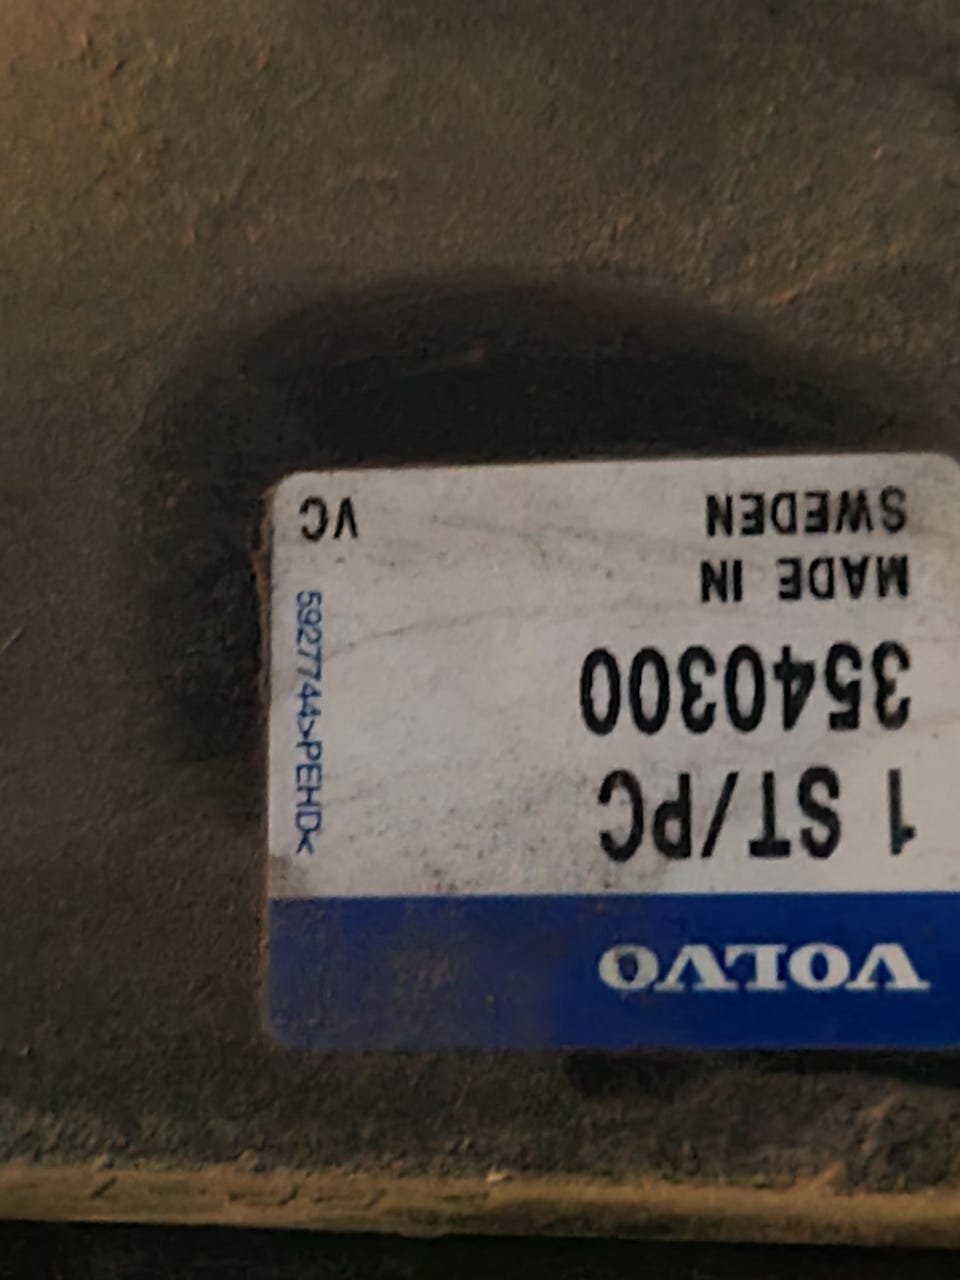 VOLVO
1 ST/PC
3540300
MADE IN
SWEDEN
VC
5927744>PEHD<